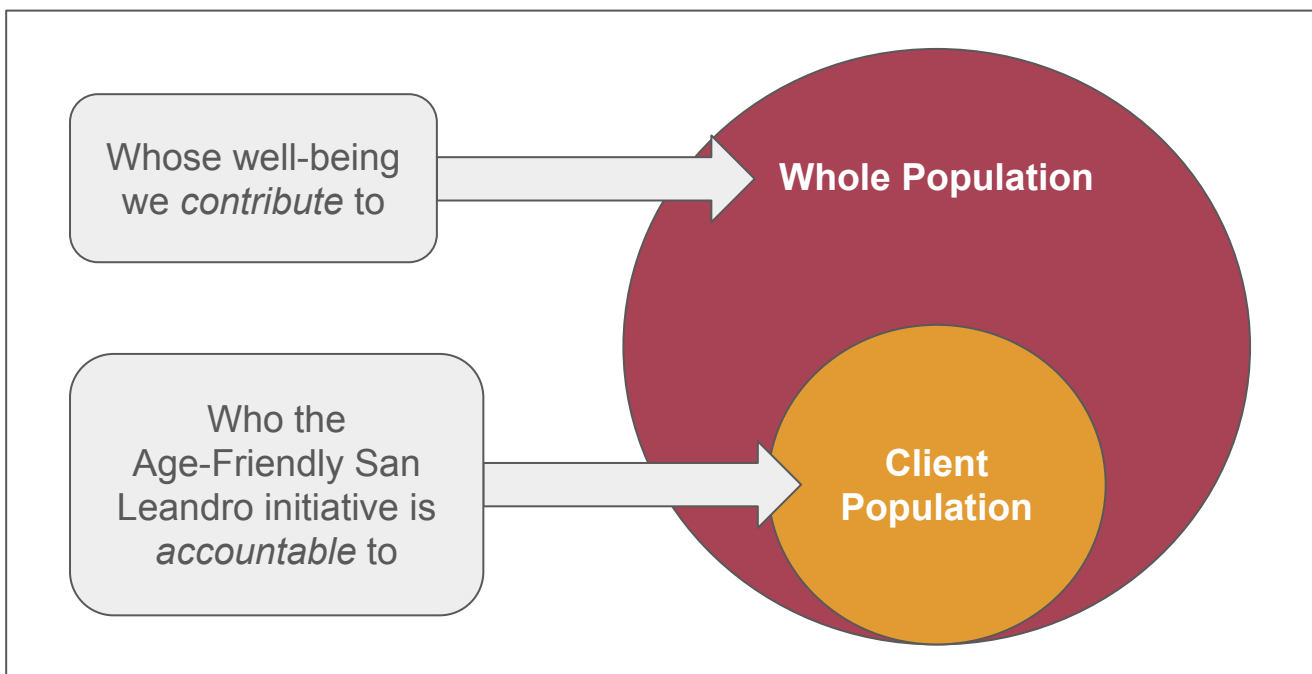 Whose well-being
we contribute to
Whole Population
Who the
Age-Friendly San
Leandro initiative is
accountable to
Client
Population